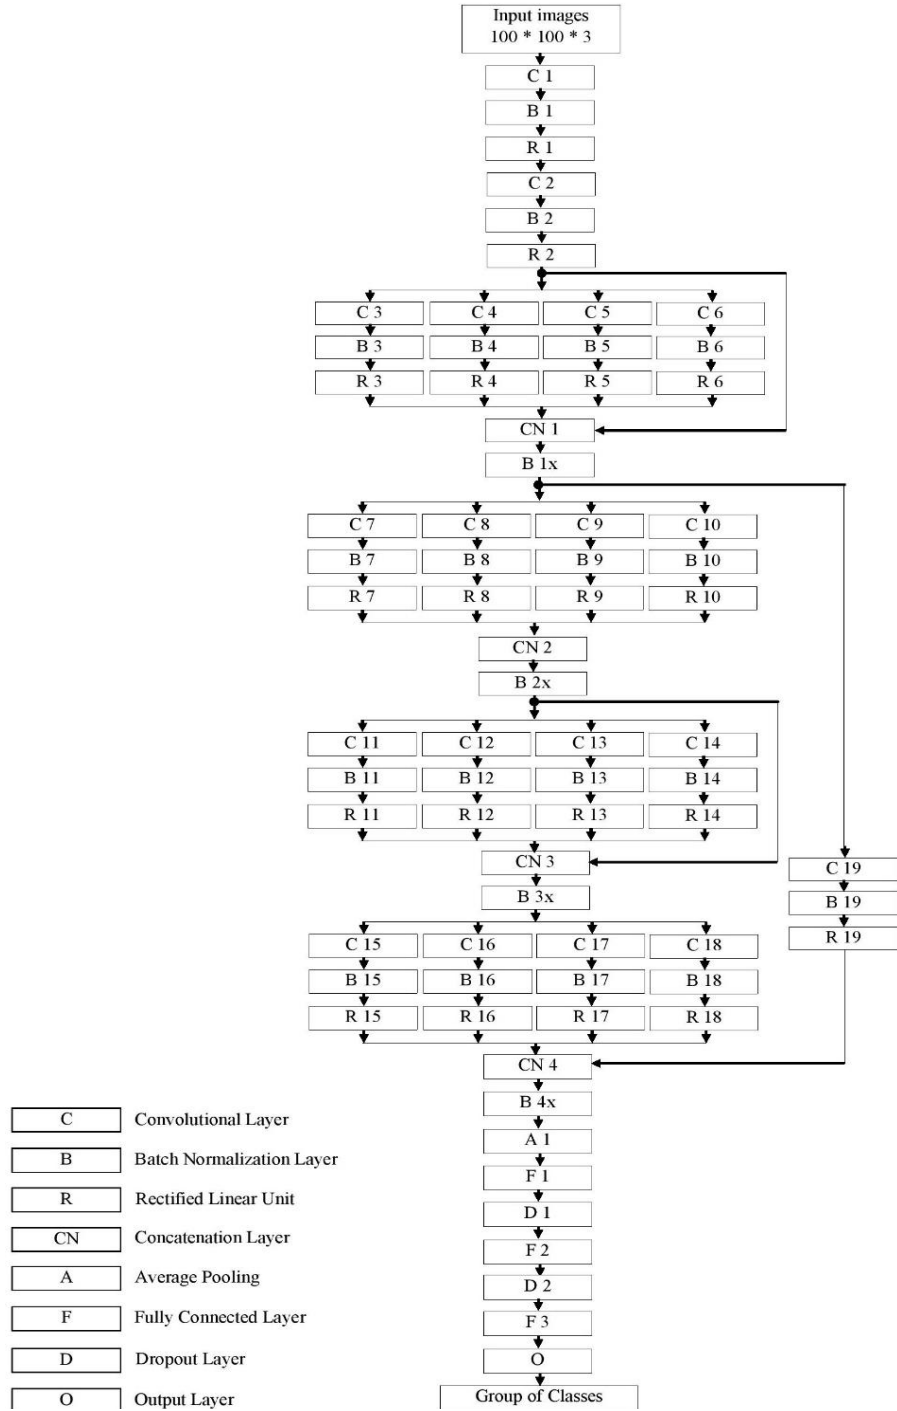 Input images
100 * 100 * 3
C 1
B 1
R 1
C 2
B 2
R 2
C 3 C 4 C 5 C 6
B 3 B 4 B 5 B 6
R 3 R 4 R 5 R 6
CN 1
B 1x
C 7 C 8 C 9 C 10
B 7 B 8 B 9 B 10
R 7 R 8 R 9 R 10
CN 2
B 2x
C 11 C 12 C 13 C 14
B 11 B 12 B 13 B 14
R 11 R 12 R 13 R 14
CN 3
C 19
B 3x
B 19
R 19
C 15 C 16 C 17 C 18
B 15 B 16 B 17 B 18
R 15 R 16 R 17 R 18
CN 4
B 4x
A 1
F 1
D 1
F 2
D 2
F 3
O
Group of Classes
C Convolutional Layer
B Batch Normalization Layer
R Rectified Linear Unit
CN Concatenation Layer
A Average Pooling
F Fully Connected Layer
D Dropout Layer
O Output Layer